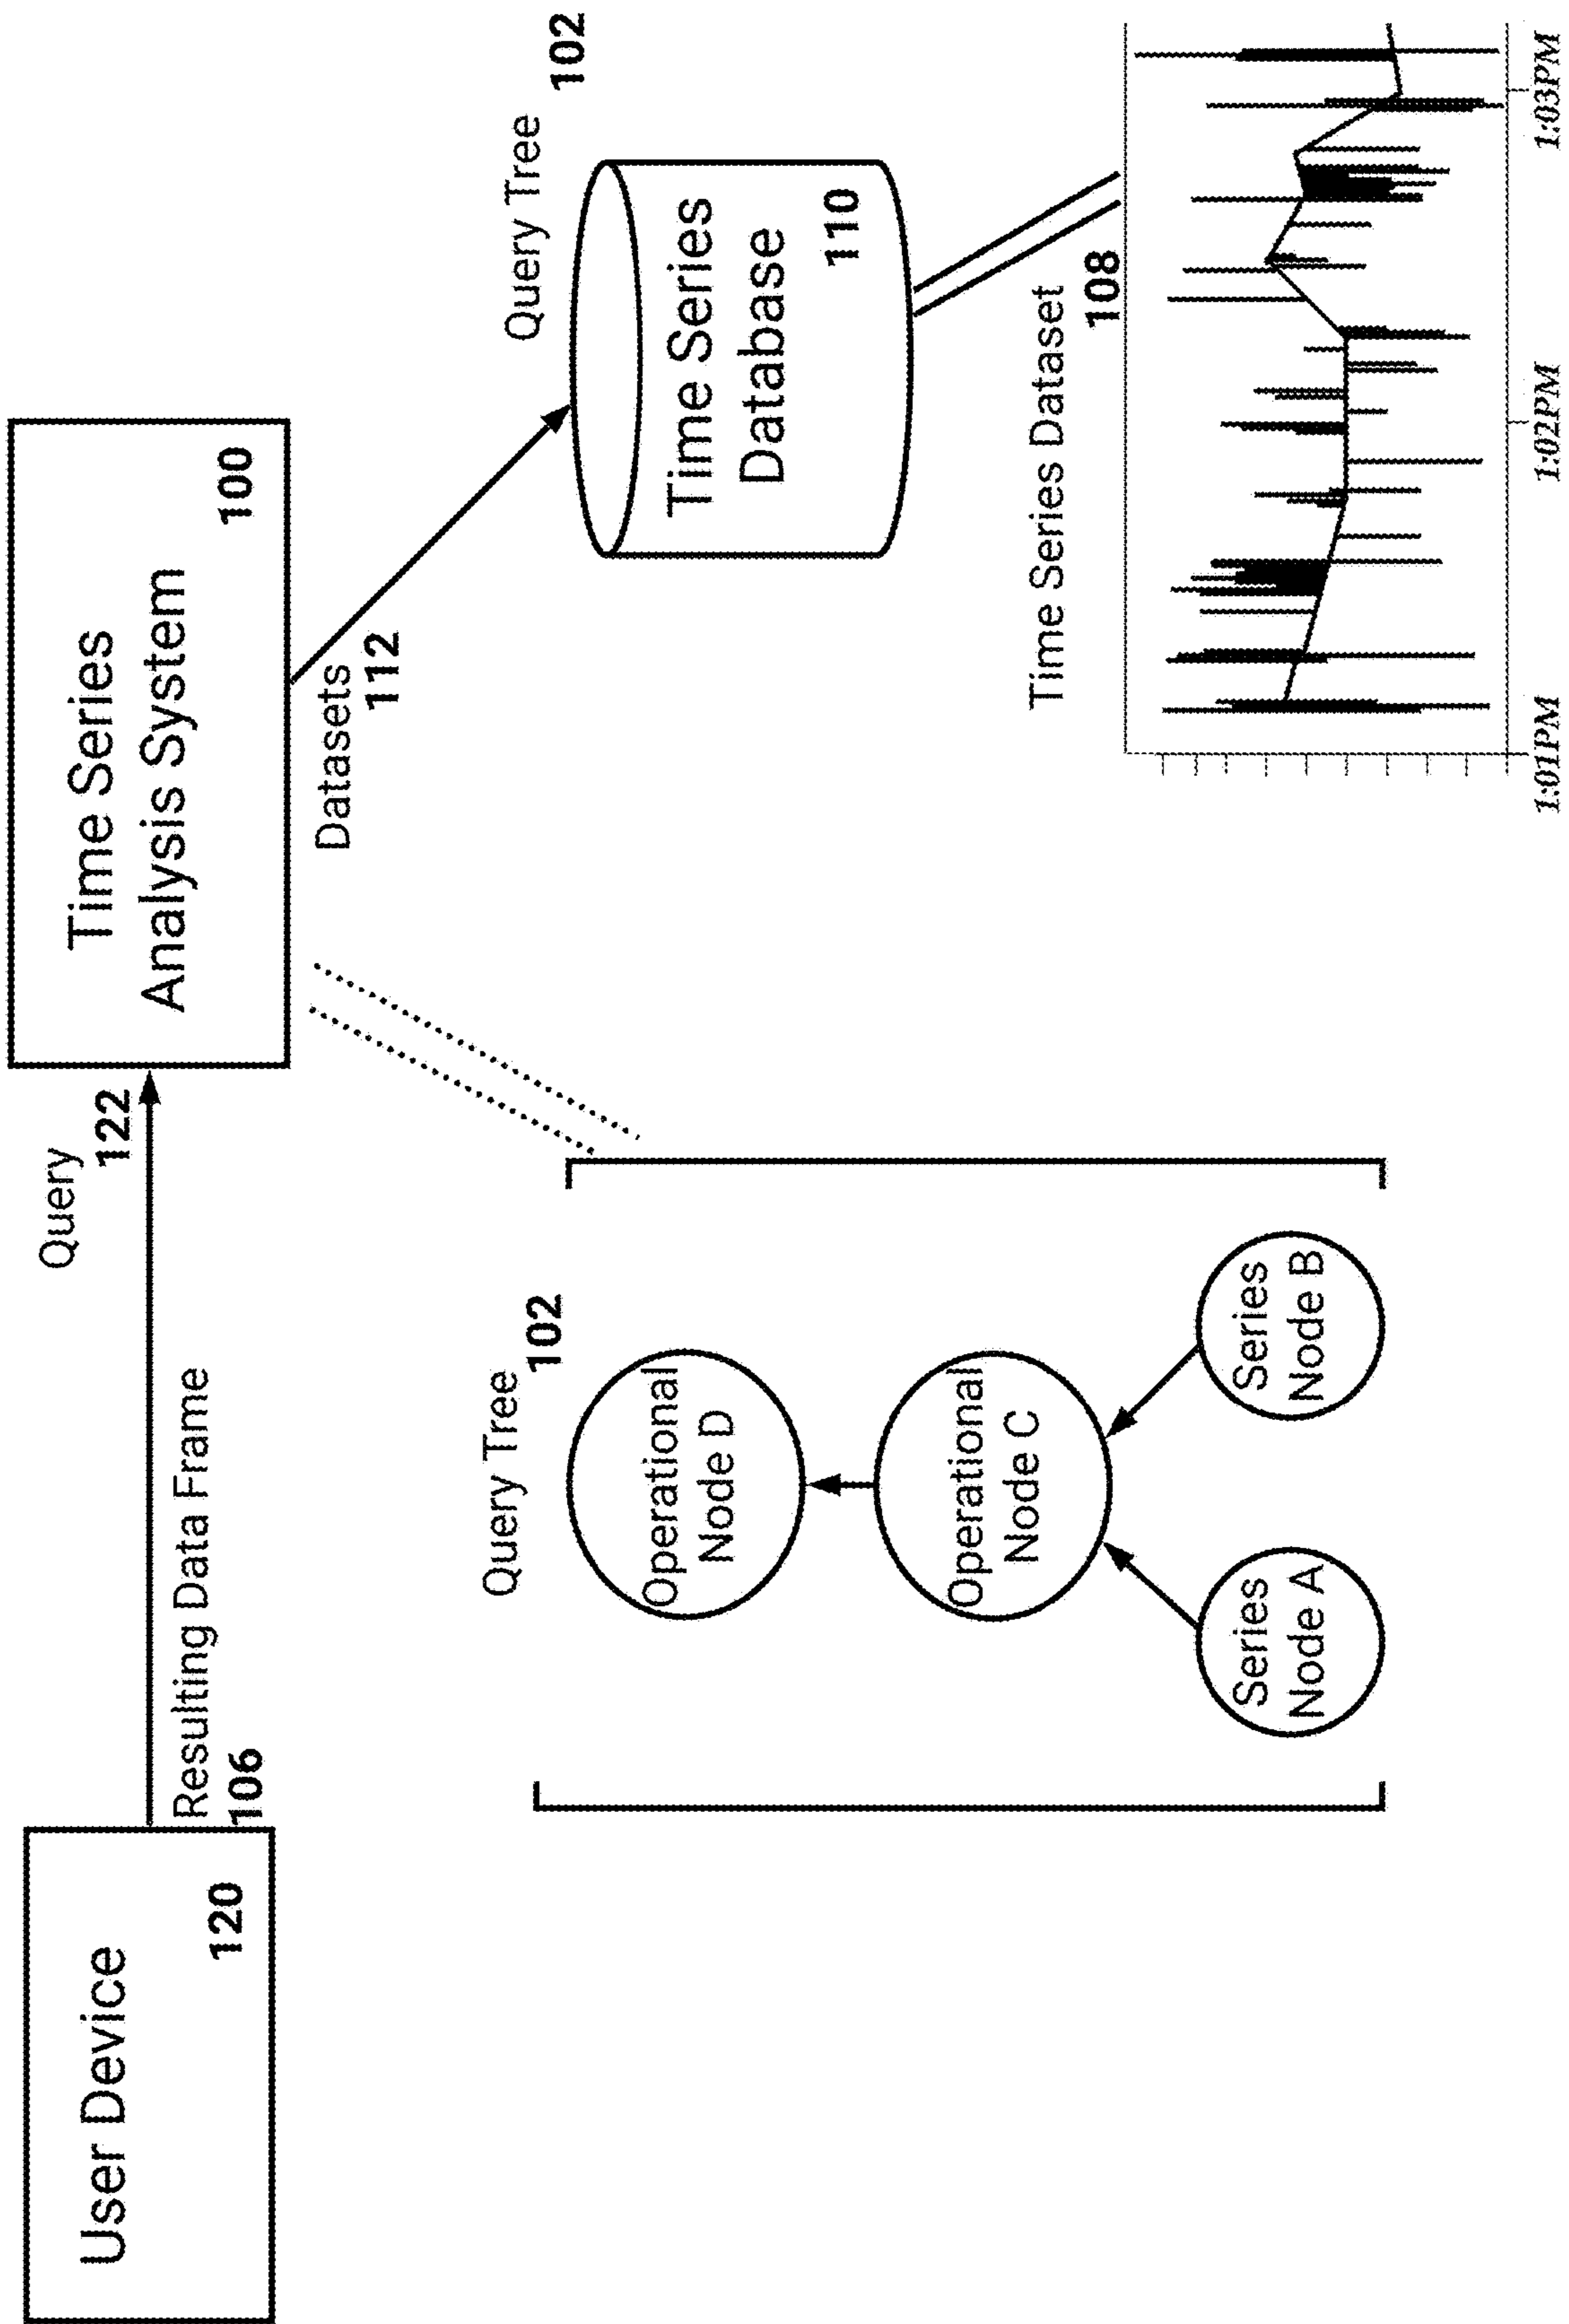 User Device
120
Query
122
Resulting Data Frame
106
Time Series
Analysis System
100
Datasets
112
Query Tree
102
Time Series
Database
110
Query Tree
102
Operational
Node D
Operational
Node C
Series
Node A
Series
Node B
Time Series Dataset
108
1:01PM
1:02PM
1:03PM